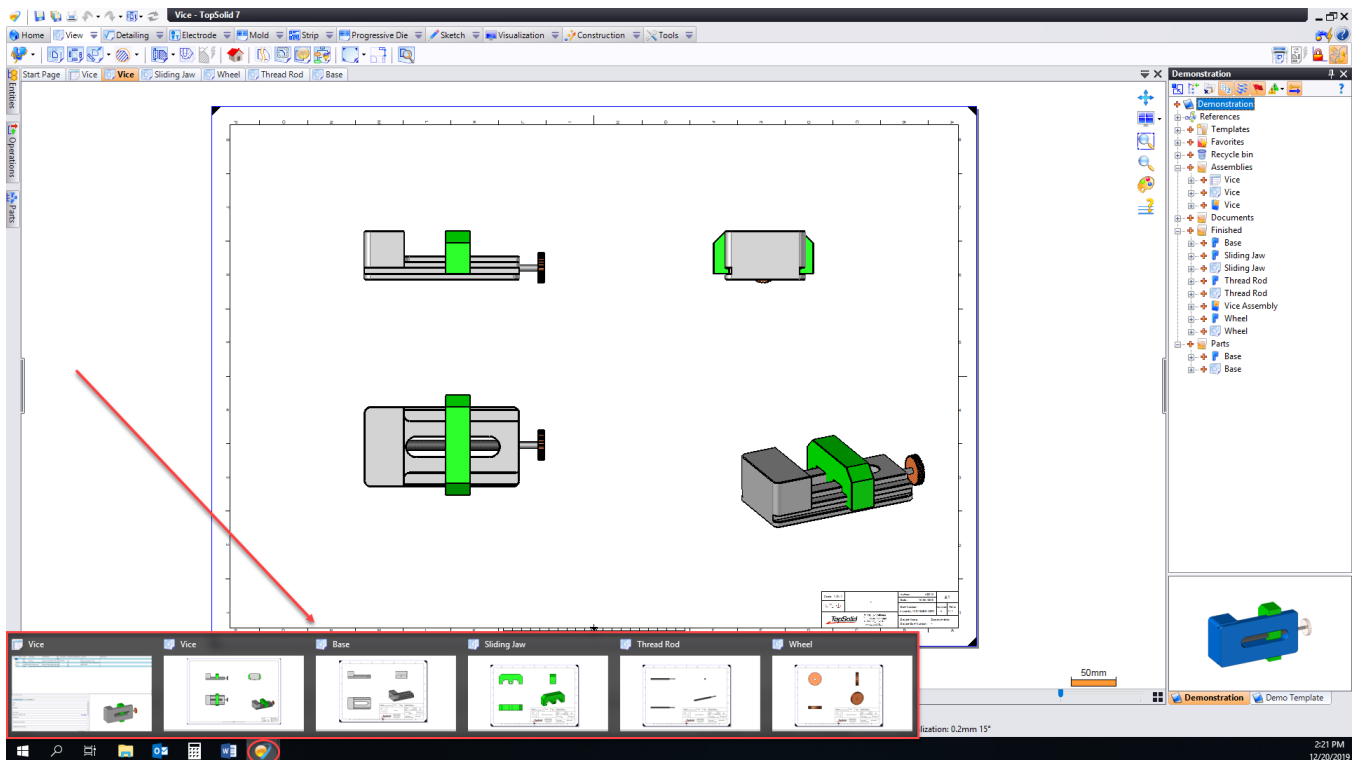 Vice - TopSolid 7
Home View Detailing Electrode Mold Strip Progressive Die Sketch Visualization Construction Tools
Start Page Vice Vice Sliding Jaw Wheel Thread Rod Base
Entities
Operations
Parts
Demonstration
Demonstration
References
Templates
Favorites
Recycle bin
Assemblies
Vice
Vice
Vice
Documents
Finished
Base
Sliding Jaw
Sliding Jaw
Thread Rod
Thread Rod
Vice Assembly
Wheel
Wheel
Parts
Base
Base
TopSolid
Vice Vice Base Sliding Jaw Thread Rod Wheel
50mm
Demonstration Demo Template
lization: 0.2mm 15°
2:21 PM
12/20/2019